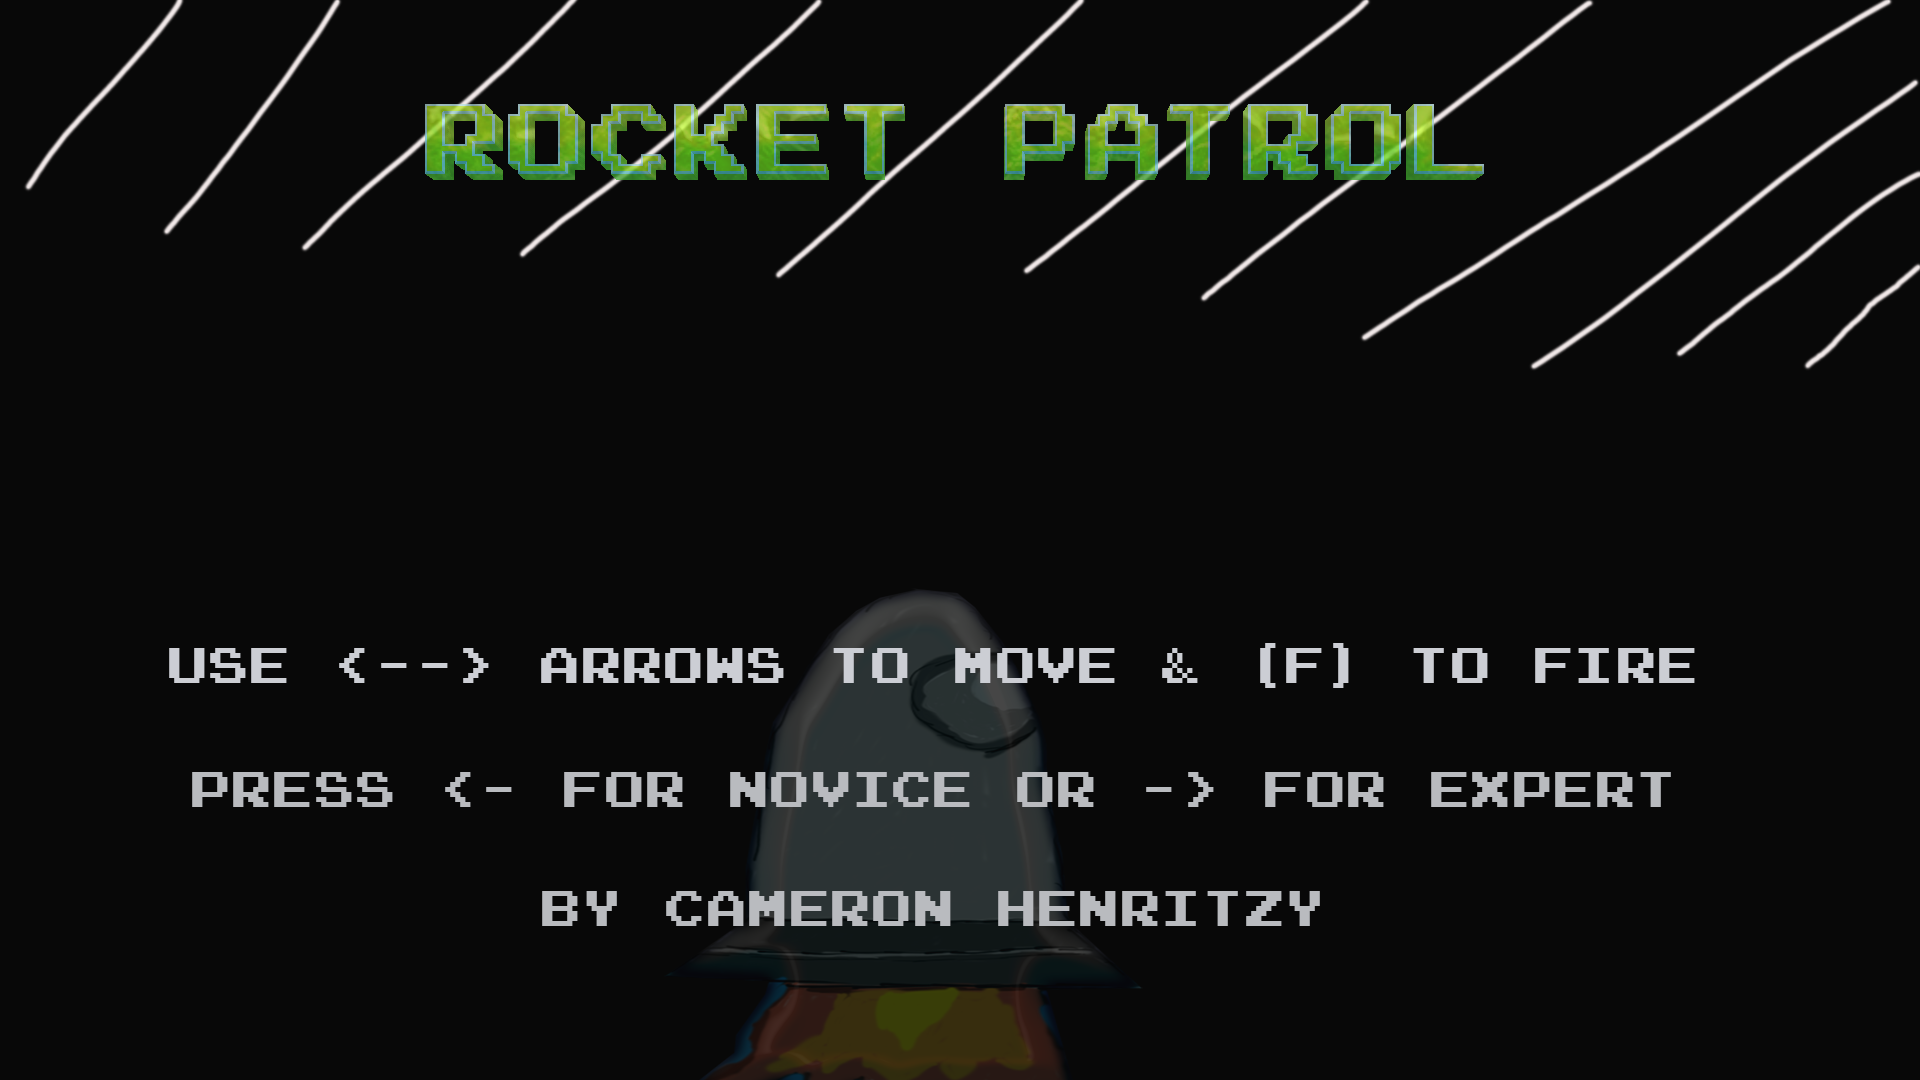 ROCKET PATROL
USE <--> ARROWS TO MOVE & (F) TO FIRE
PRESS <- FOR NOVICE OR -> FOR EXPERT
BY CAMERON HENRITZY